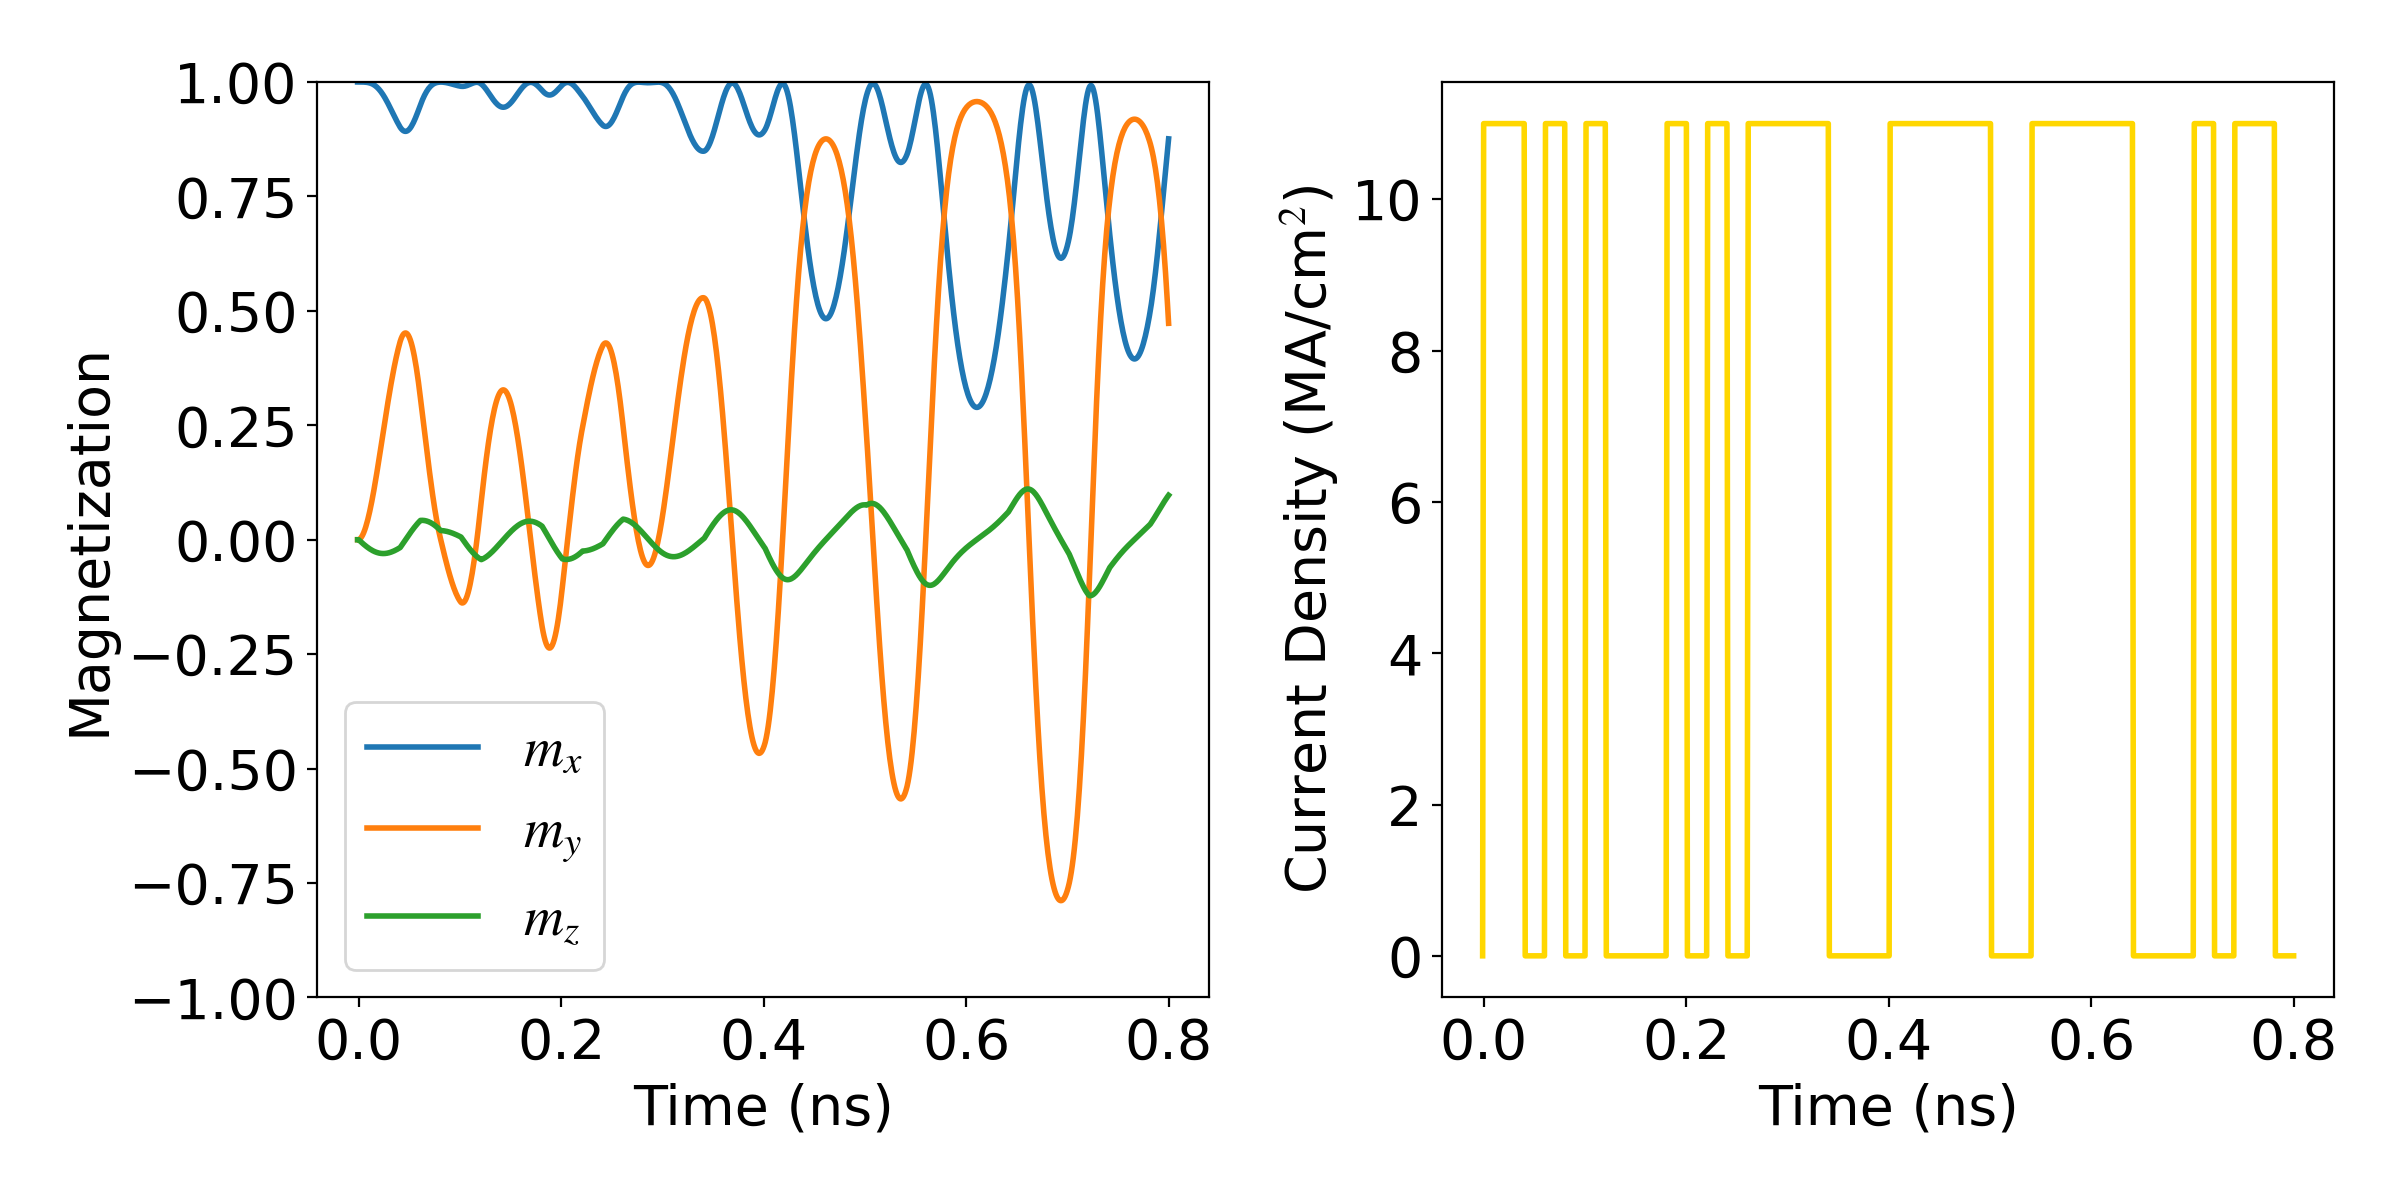 Magnetization
1.00
0.75
0.50
0.25
0.00
−0.25
−0.50
−0.75
−1.00
m_x
m_y
m_z
0.0 0.2 0.4 0.6 0.8
Time (ns)
Current Density (MA/cm²)
10
8
6
4
2
0
0.0 0.2 0.4 0.6 0.8
Time (ns)